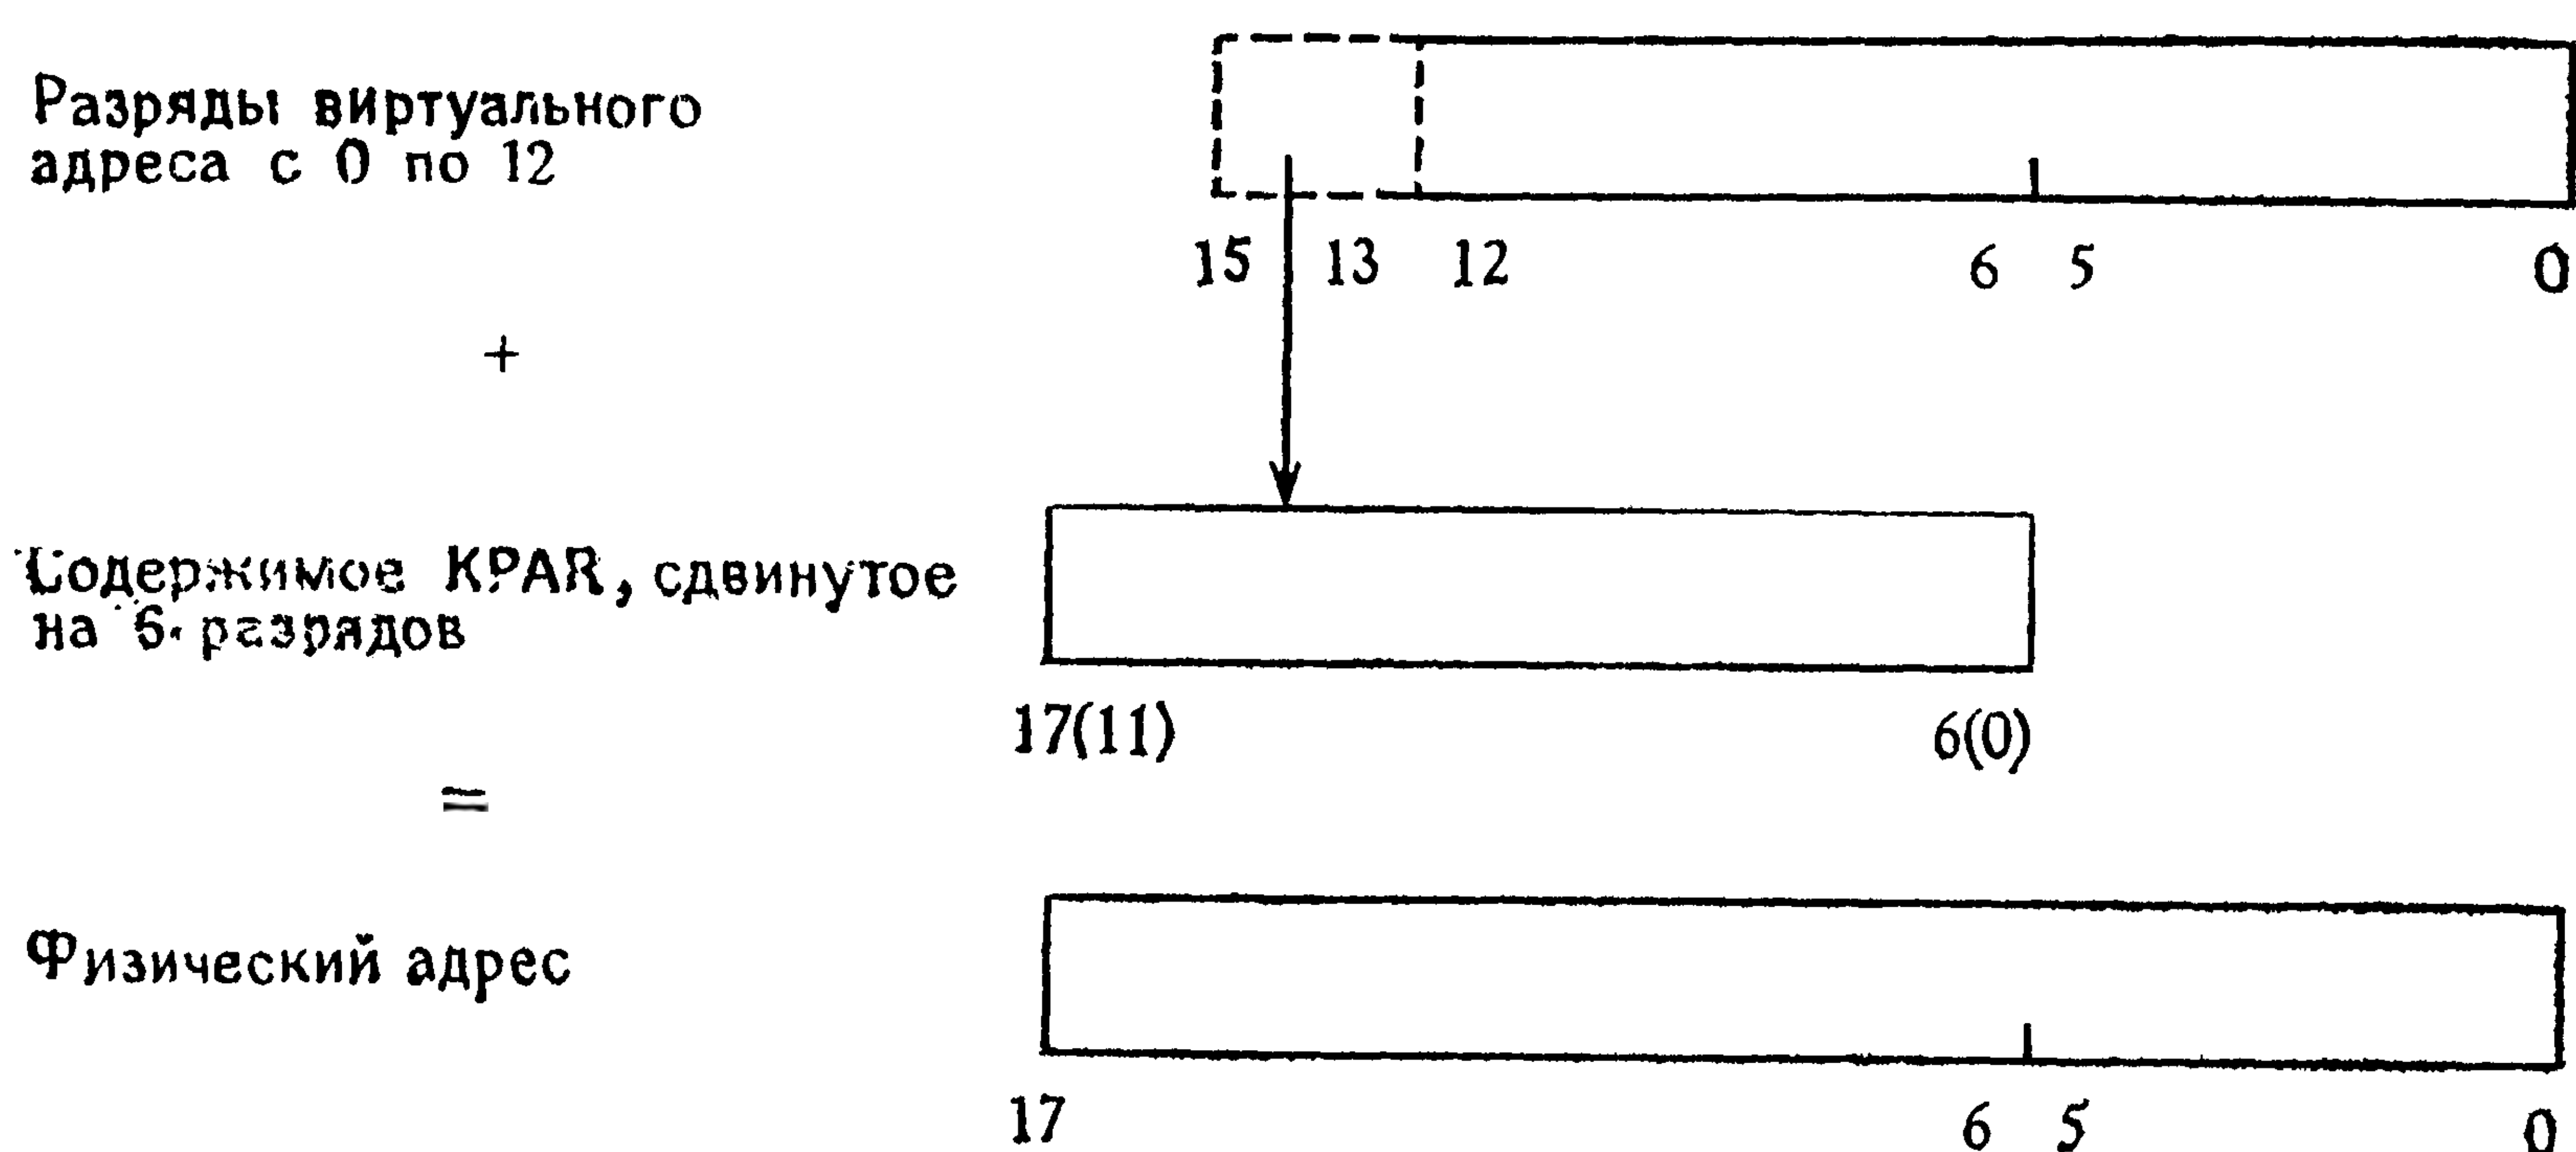 Разряды виртуального
адреса с 0 по 12
15 13 12 6 5 0
+
Содержимое KPAR, сдвинутое
на 6 разрядов
17(11) 6(0)
=
Физический адрес
17 6 5 0